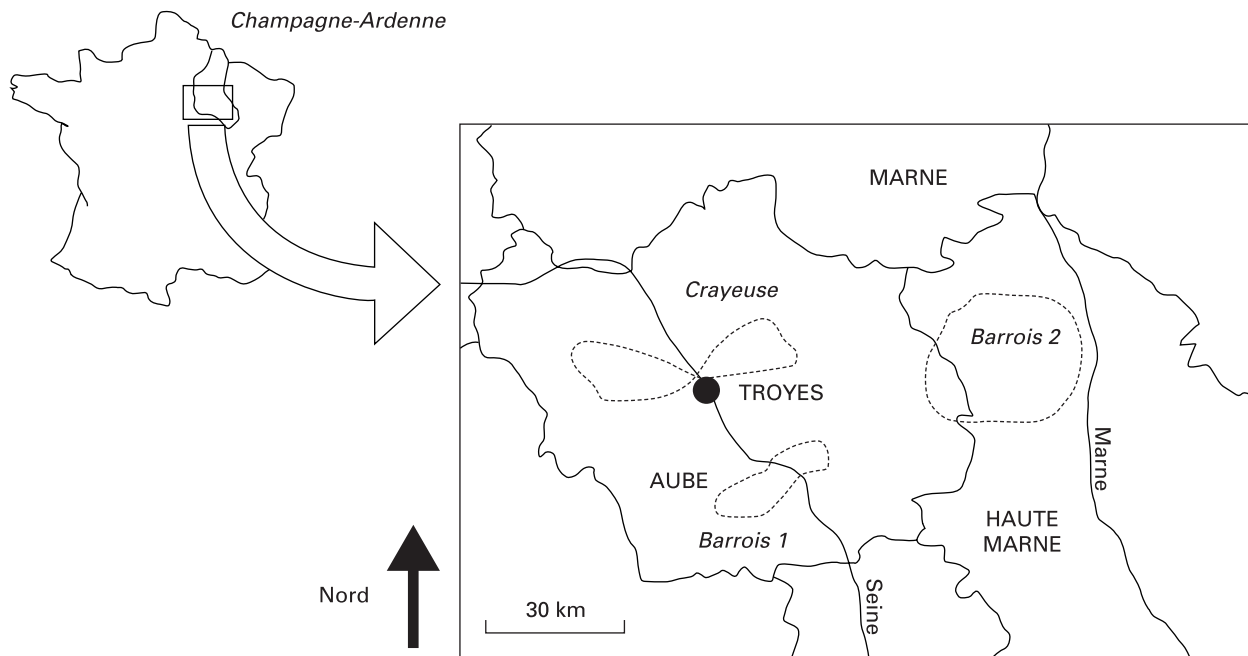 Champagne-Ardenne
MARNE
Crayeuse
Barrois 2
TROYES
Marne
AUBE
HAUTE
MARNE
Barrois 1
Nord
30 km
Seine